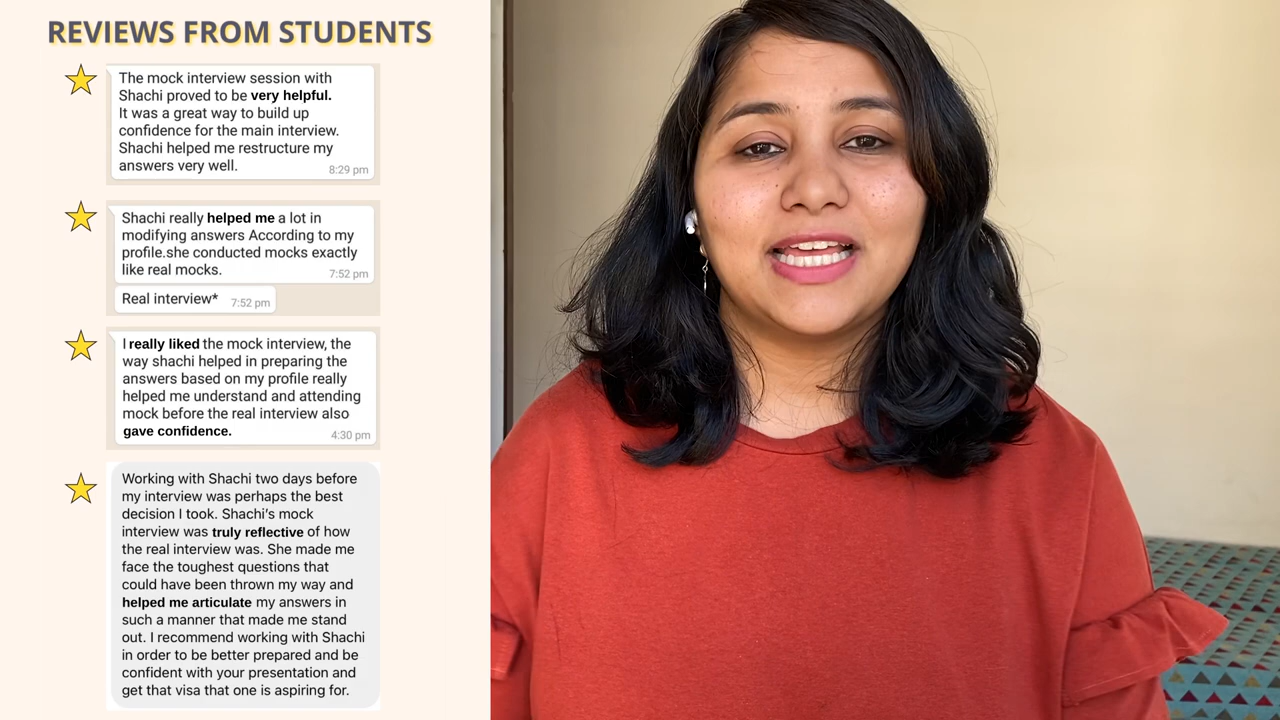 REVIEWS FROM STUDENTS
The mock interview session with
Shachi proved to be very helpful.
It was a great way to build up
confidence for the main interview.
Shachi helped me restructure my
answers very well.
8:29 pm
Shachi really helped me a lot in
modifying answers According to my
profile.she conducted mocks exactly
like real mocks.
7:52 pm
Real interview*
7:52 pm
I really liked the mock interview, the
way shachi helped in preparing the
answers based on my profile really
helped me understand and attending
mock before the real interview also
gave confidence.
4:30 pm
Working with Shachi two days before
my interview was perhaps the best
decision I took. Shachi's mock
interview was truly reflective of how
the real interview was. She made me
face the toughest questions that
could have been thrown my way and
helped me articulate my answers in
such a manner that made me stand
out. I recommend working with Shachi
in order to be better prepared and be
confident with your presentation and
get that visa that one is aspiring for.